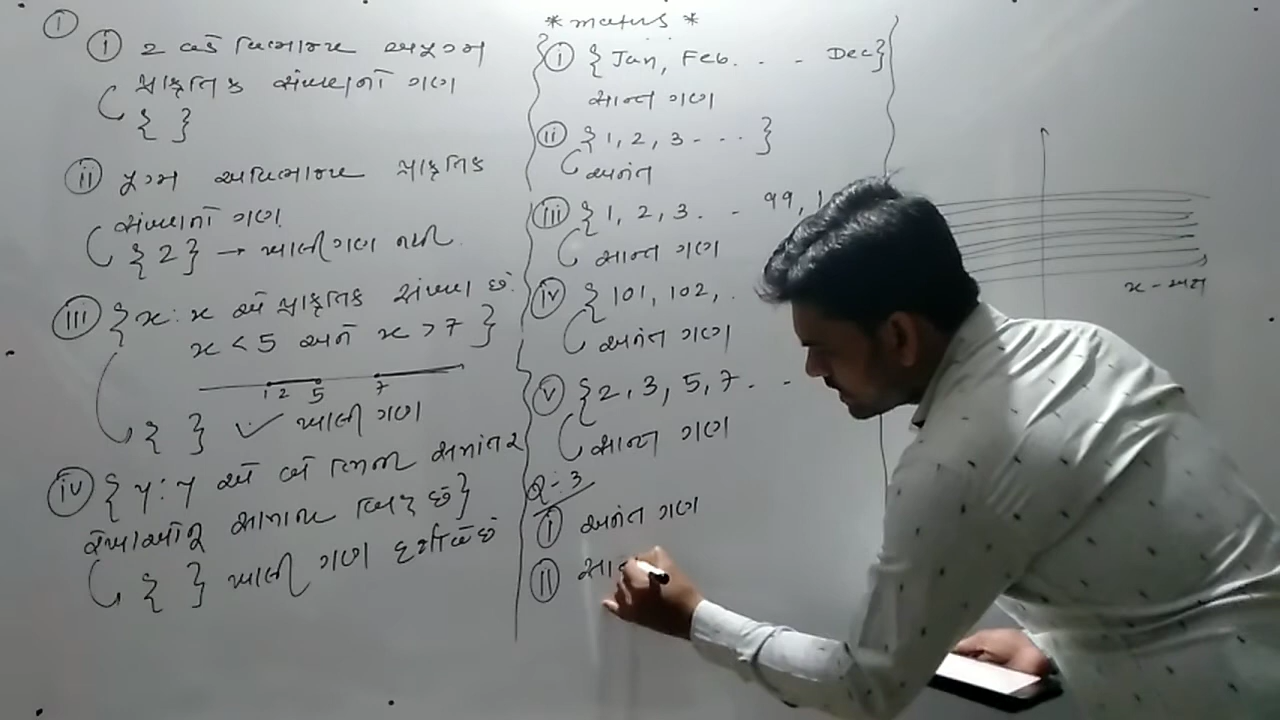 * maths *
①
ⓘ 2 વડે વિભાજ્ય અયુગ્મ
પ્રાકૃતિક સંખ્યાનો ગણ
{ }
ⅱ યુગ્મ અવિભાજ્ય પ્રાકૃતિક
સંખ્યાનો ગણ
{2} → ખાલીગણ નથી.
ⅲ {x : x એ પ્રાકૃતિક સંખ્યા છે.
x < 5 અને x > 7 }
1 2 5 7
{ } ✓ ખાલી ગણ
ⅳ {y : y એ બે ભિન્ન સમાંતર
રેખાઓનુ સામાન્ય બિંદુ છે}
{ } ખાલી ગણ દર્શાવે છે
ⓘ { Jan, Feb. . - Dec}
સાન્ત ગણ
ⅱ {1, 2, 3 - - - }
અનંત
ⅲ {1, 2, 3. . - 99, 1
સાન્ત ગણ
ⅳ {101, 102, .
અનંત ગણ
ⅴ {2, 3, 5, 7. . -
સાન્ત ગણ
Q-3
ⓘ અનંત ગણ
ⅱ સાન
x - અક્ષ